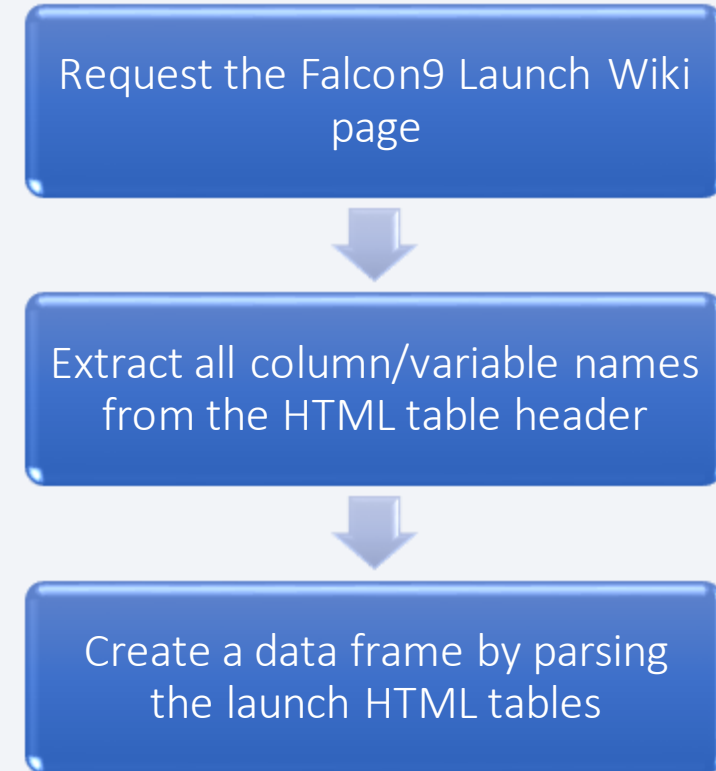 Request the Falcon9 Launch Wiki
page
Extract all column/variable names
from the HTML table header
Create a data frame by parsing
the launch HTML tables